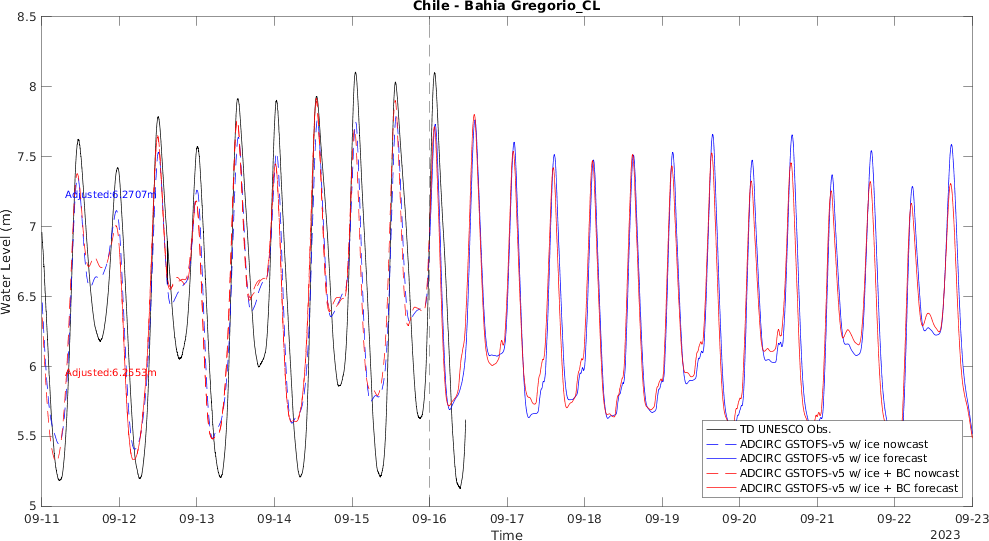 Chile - Bahia Gregorio_CL
Water Level (m)
8.5
8
7.5
7
6.5
6
5.5
5
Adjusted:6.2707m
Adjusted:6.2553m
TD UNESCO Obs.
ADCIRC GSTOFS-v5 w/ ice nowcast
ADCIRC GSTOFS-v5 w/ ice forecast
ADCIRC GSTOFS-v5 w/ ice + BC nowcast
ADCIRC GSTOFS-v5 w/ ice + BC forecast
09-11 09-12 09-13 09-14 09-15 09-16 09-17 09-18 09-19 09-20 09-21 09-22 09-23
Time
2023